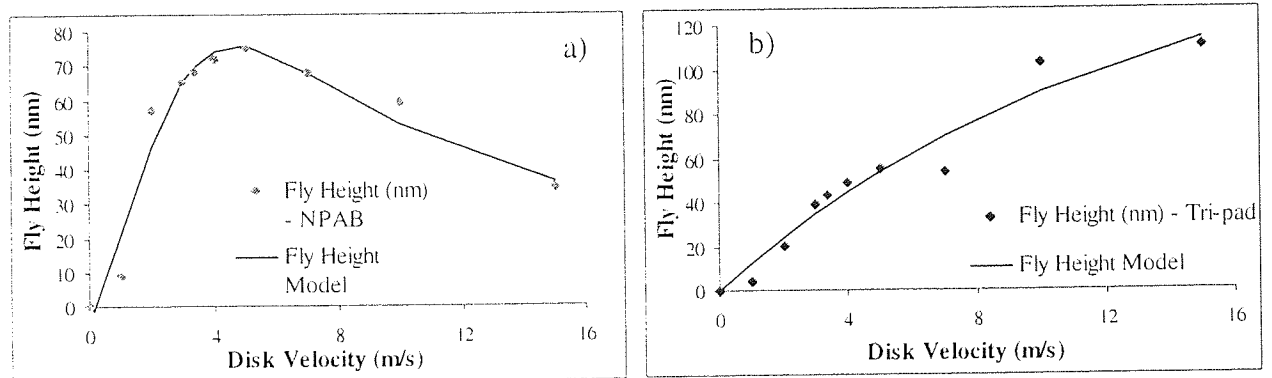 a)
80
70
60
50
40
30
20
10
0
Fly Height (nm)
Fly Height (nm)
- NPAB
Fly Height
Model
0
4
8
12
16
Disk Velocity (m/s)
b)
120
100
80
60
40
20
0
Fly Height (nm)
Fly Height (nm) - Tri-pad
Fly Height Model
0
4
8
12
16
Disk Velocity (m/s)